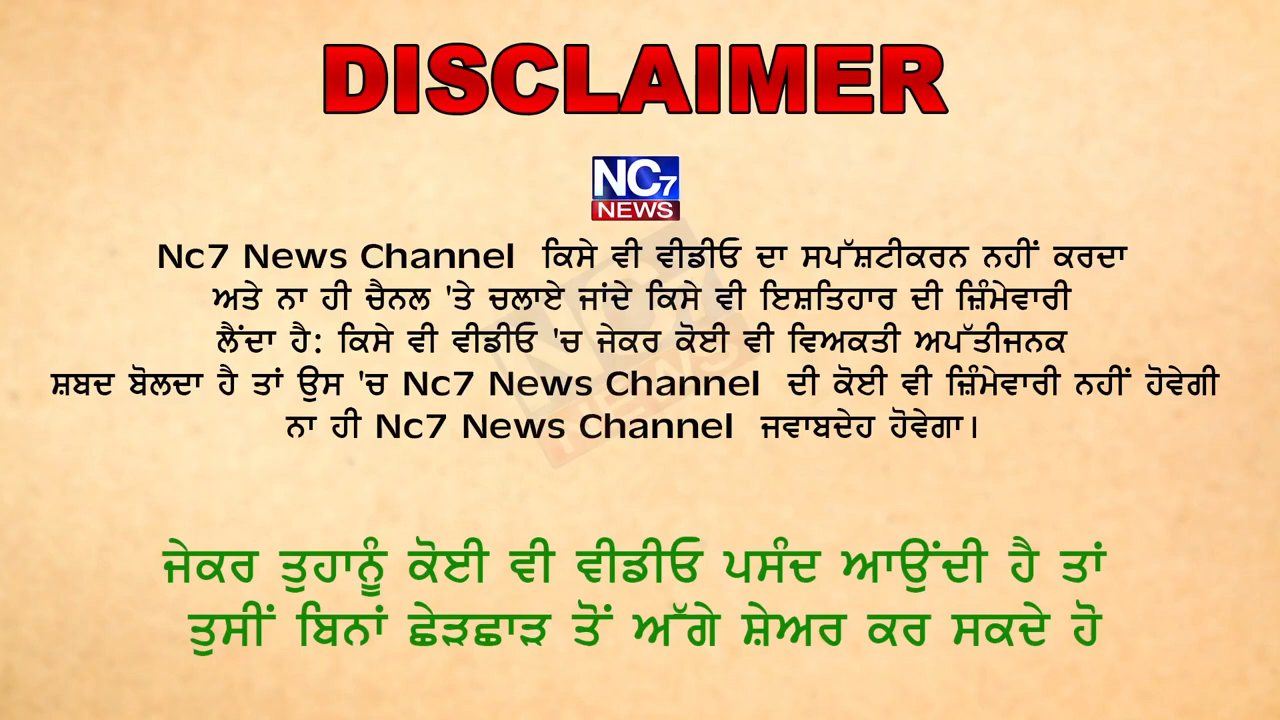 DISCLAIMER
NC7
NEWS
Nc7 News Channel ਕਿਸੇ ਵੀ ਵੀਡੀਓ ਦਾ ਸਪੱਸ਼ਟੀਕਰਨ ਨਹੀਂ ਕਰਦਾ
ਅਤੇ ਨਾ ਹੀ ਚੈਨਲ 'ਤੇ ਚਲਾਏ ਜਾਂਦੇ ਕਿਸੇ ਵੀ ਇਸ਼ਤਿਹਾਰ ਦੀ ਜ਼ਿੰਮੇਵਾਰੀ
ਲੈਂਦਾ ਹੈ: ਕਿਸੇ ਵੀ ਵੀਡੀਓ 'ਚ ਜੇਕਰ ਕੋਈ ਵੀ ਵਿਅਕਤੀ ਅਪੱਤੀਜਨਕ
ਸ਼ਬਦ ਬੋਲਦਾ ਹੈ ਤਾਂ ਉਸ 'ਚ Nc7 News Channel ਦੀ ਕੋਈ ਵੀ ਜ਼ਿੰਮੇਵਾਰੀ ਨਹੀਂ ਹੋਵੇਗੀ
ਨਾ ਹੀ Nc7 News Channel ਜਵਾਬਦੇਹ ਹੋਵੇਗਾ।
ਜੇਕਰ ਤੁਹਾਨੂੰ ਕੋਈ ਵੀ ਵੀਡੀਓ ਪਸੰਦ ਆਉਂਦੀ ਹੈ ਤਾਂ
ਤੁਸੀਂ ਬਿਨਾਂ ਛੇੜਛਾੜ ਤੋਂ ਅੱਗੇ ਸ਼ੇਅਰ ਕਰ ਸਕਦੇ ਹੋ